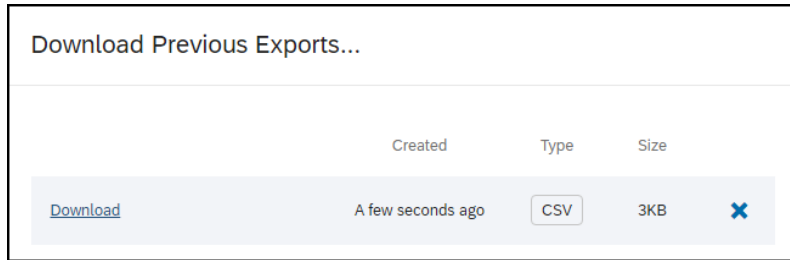 Download Previous Exports...
Created Type Size
Download A few seconds ago CSV 3KB